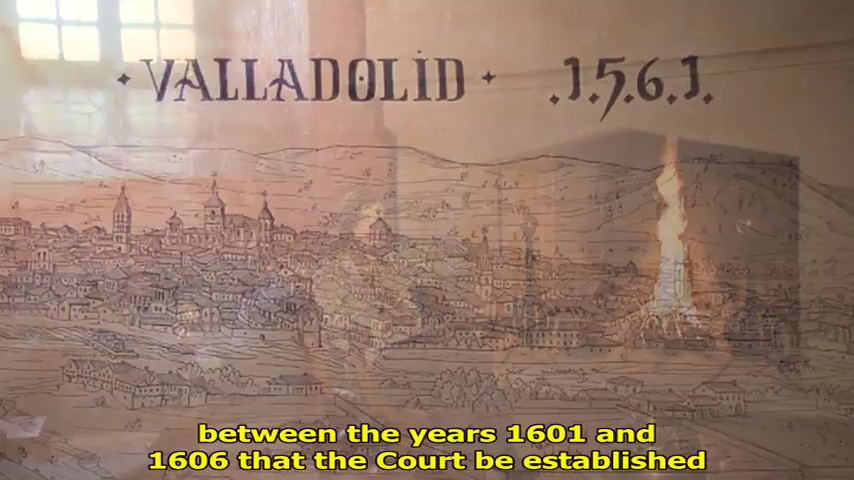 VALLADOLID .1.5.6.1.
between the years 1601 and
1606 that the Court be established